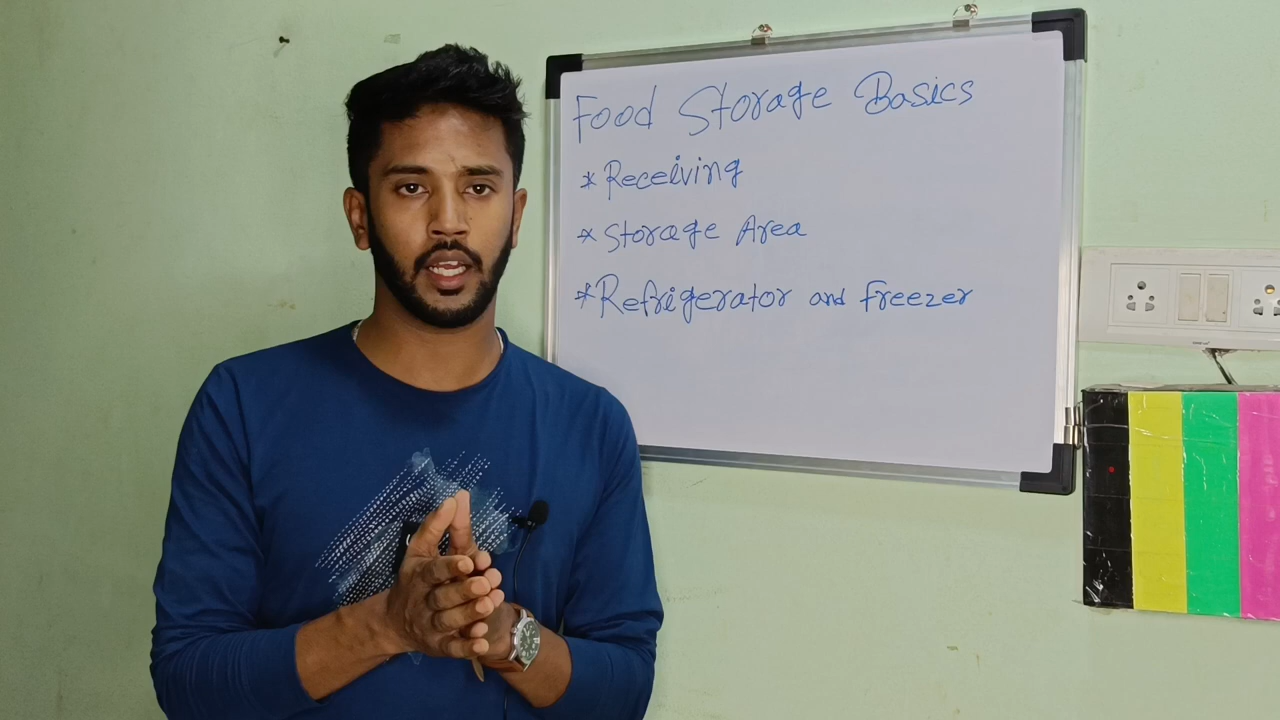 Food Storage Basics
* Receiving
* Storage Area
* Refrigerator and freezer